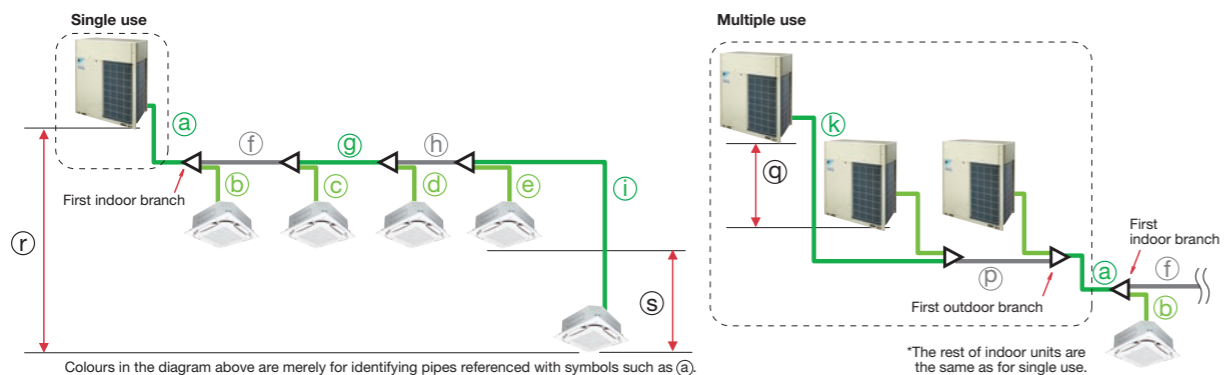 Single use
ⓐ
ⓕ
ⓖ
ⓗ
First indoor branch
ⓑ
ⓒ
ⓓ
ⓔ
ⓘ
ⓡ
ⓢ
Colours in the diagram above are merely for identifying pipes referenced with symbols such as ⓐ.
Multiple use
ⓚ
ⓠ
ⓟ
First outdoor branch
First
indoor branch
ⓐ
ⓕ
ⓑ
*The rest of indoor units are
the same as for single use.